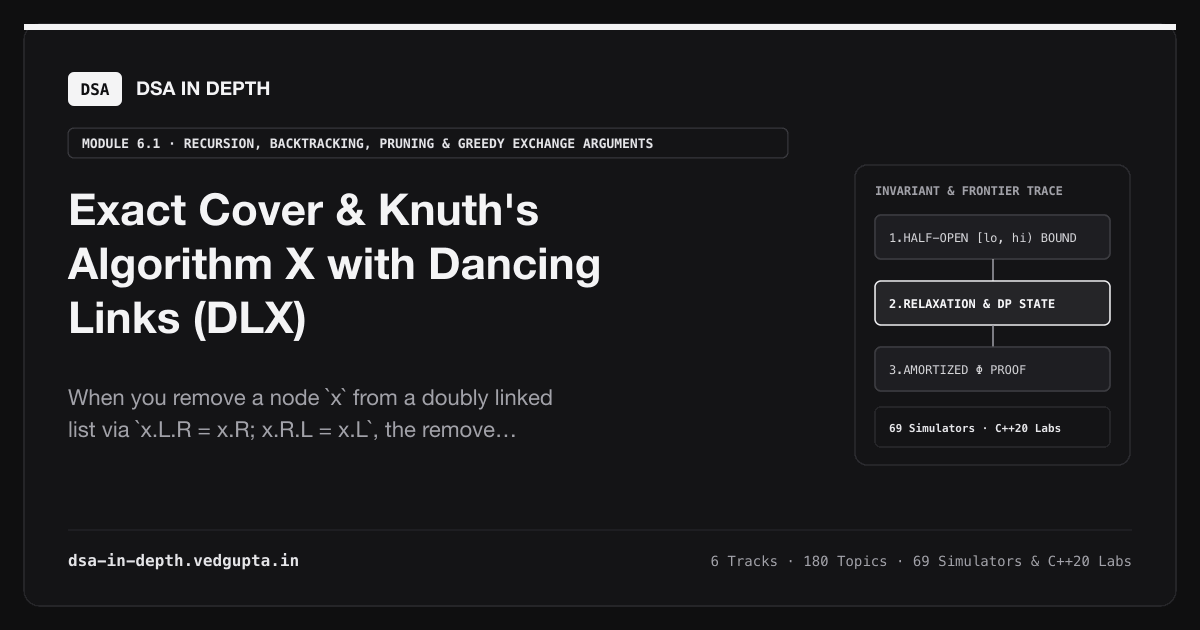 DSA
DSA IN DEPTH
MODULE 6.1 · RECURSION, BACKTRACKING, PRUNING & GREEDY EXCHANGE ARGUMENTS
Exact Cover & Knuth's
Algorithm X with Dancing
Links (DLX)
When you remove a node `x` from a doubly linked
list via `x.L.R = x.R; x.R.L = x.L`, the remove…
INVARIANT & FRONTIER TRACE
1.HALF-OPEN [lo, hi) BOUND
2.RELAXATION & DP STATE
3.AMORTIZED Φ PROOF
69 Simulators · C++20 Labs
dsa-in-depth.vedgupta.in
6 Tracks · 180 Topics · 69 Simulators & C++20 Labs